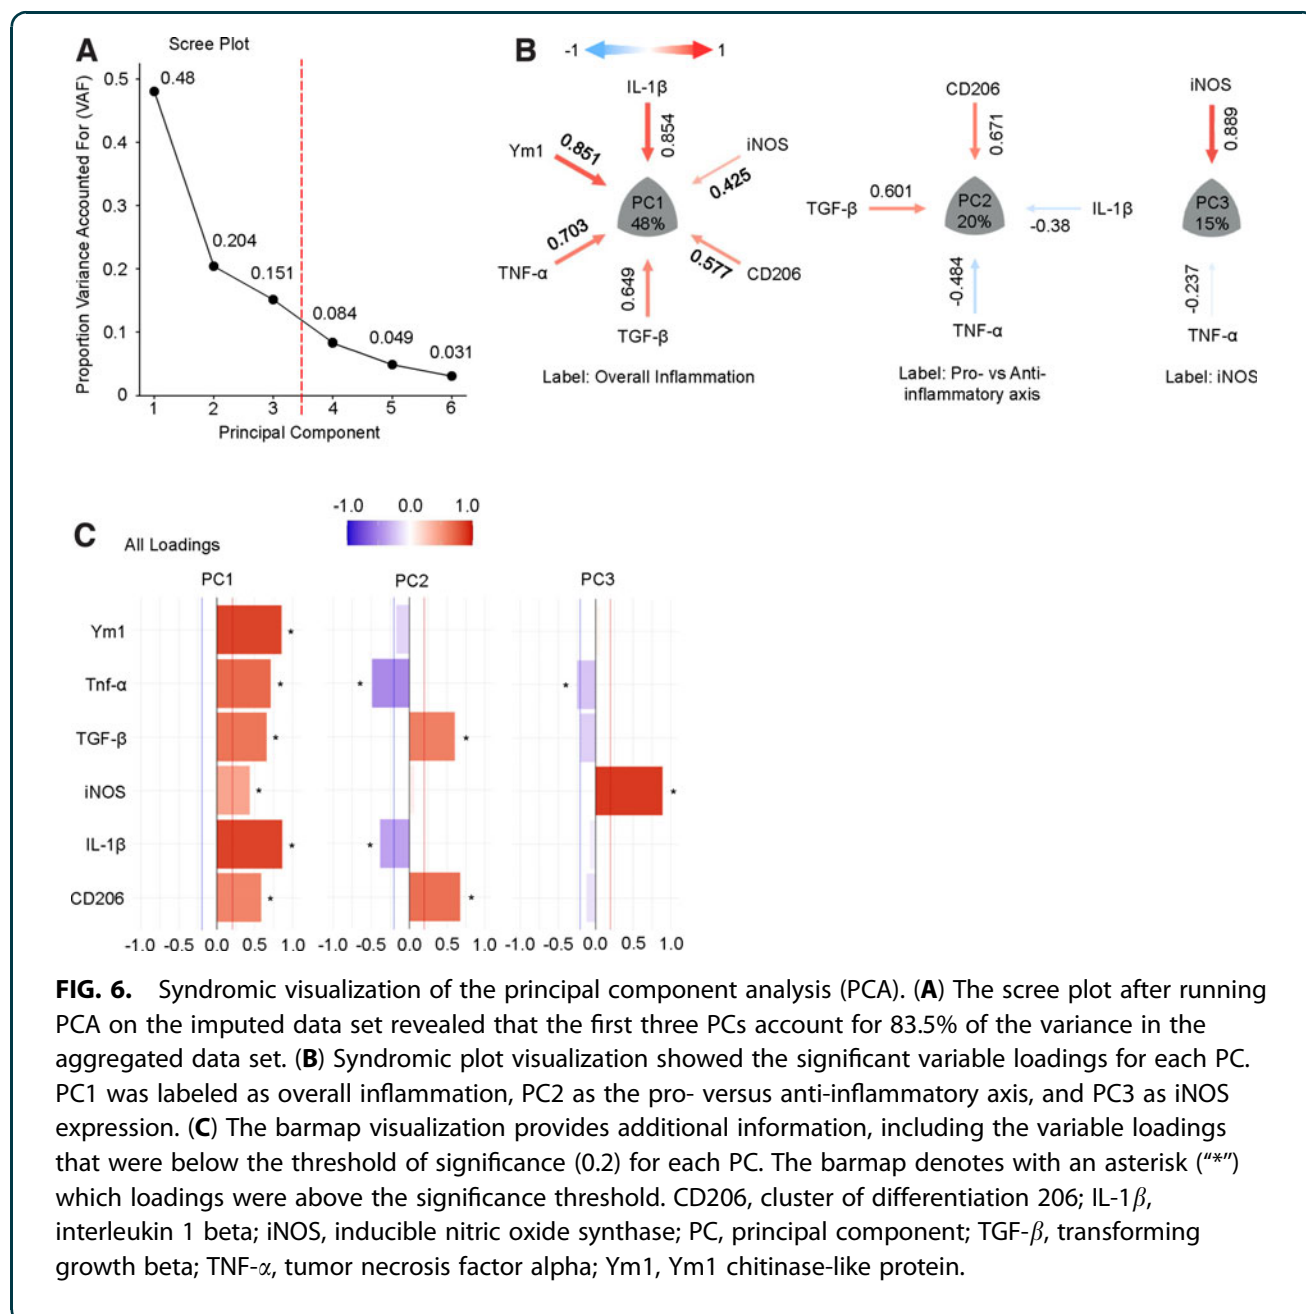 A
Scree Plot
Proportion Variance Accounted For (VAF)
0.5
0.4
0.3
0.2
0.1
0
0.48
0.204
0.151
0.084
0.049
0.031
1 2 3 4 5 6
Principal Component
B
-1 1
IL-1β
0.854
Ym1
0.851
iNOS
0.425
PC1
48%
TNF-α
0.703
CD206
0.577
0.649
TGF-β
Label: Overall Inflammation
CD206
0.671
TGF-β
0.601
PC2
20%
IL-1β
-0.38
-0.484
TNF-α
Label: Pro- vs Anti-
inflammatory axis
iNOS
0.889
PC3
15%
-0.237
TNF-α
Label: iNOS
C
All Loadings
-1.0 0.0 1.0
PC1 PC2 PC3
Ym1 *
Tnf-α * * *
TGF-β * *
iNOS * *
IL-1β * *
CD206 * *
-1.0 -0.5 0.0 0.5 1.0 -1.0 -0.5 0.0 0.5 1.0 -1.0 -0.5 0.0 0.5 1.0
FIG. 6. Syndromic visualization of the principal component analysis (PCA). (A) The scree plot after running
PCA on the imputed data set revealed that the first three PCs account for 83.5% of the variance in the
aggregated data set. (B) Syndromic plot visualization showed the significant variable loadings for each PC.
PC1 was labeled as overall inflammation, PC2 as the pro- versus anti-inflammatory axis, and PC3 as iNOS
expression. (C) The barmap visualization provides additional information, including the variable loadings
that were below the threshold of significance (0.2) for each PC. The barmap denotes with an asterisk (“*”)
which loadings were above the significance threshold. CD206, cluster of differentiation 206; IL-1β,
interleukin 1 beta; iNOS, inducible nitric oxide synthase; PC, principal component; TGF-β, transforming
growth beta; TNF-α, tumor necrosis factor alpha; Ym1, Ym1 chitinase-like protein.